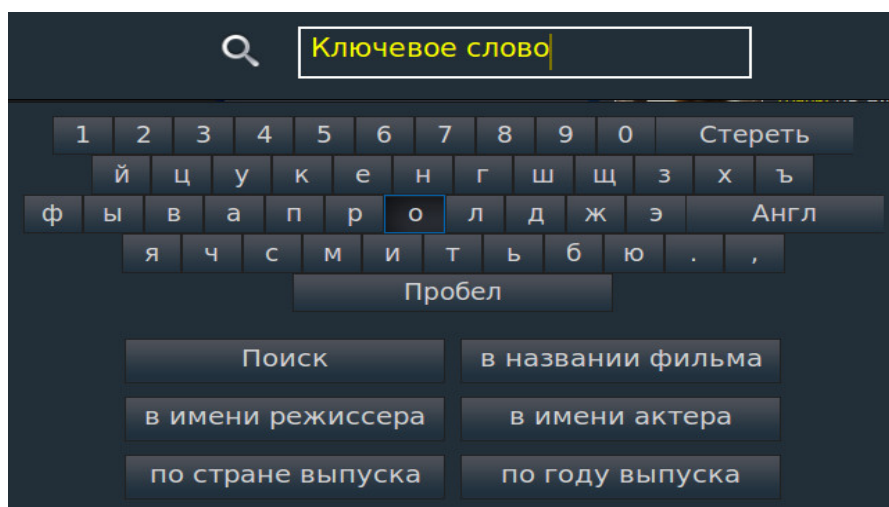 Ключевое слово
1 2 3 4 5 6 7 8 9 0 Стереть
й ц у к е н г ш щ з х ъ
ф ы в а п р о л д ж э Англ
я ч с м и т ь б ю . ,
Пробел
Поиск в названии фильма
в имени режиссера в имени актера
по стране выпуска по году выпуска